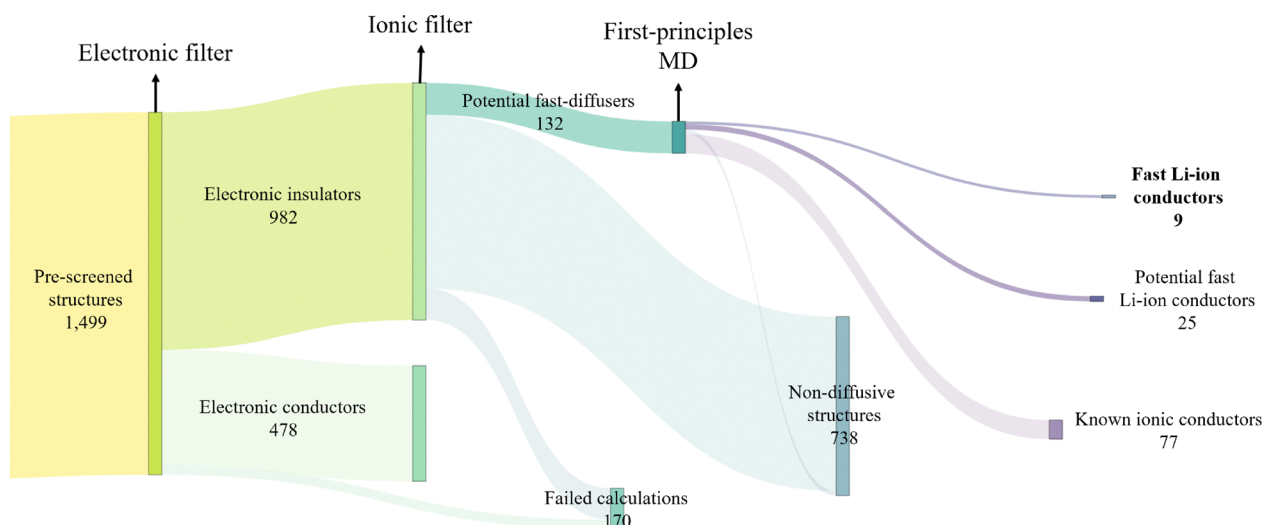 Electronic filter
Ionic filter
First-principles
MD
Pre-screened
structures
1,499
Electronic insulators
982
Electronic conductors
478
Potential fast-diffusers
132
Failed calculations
170
Non-diffusive
structures
738
Fast Li-ion
conductors
9
Potential fast
Li-ion conductors
25
Known ionic conductors
77